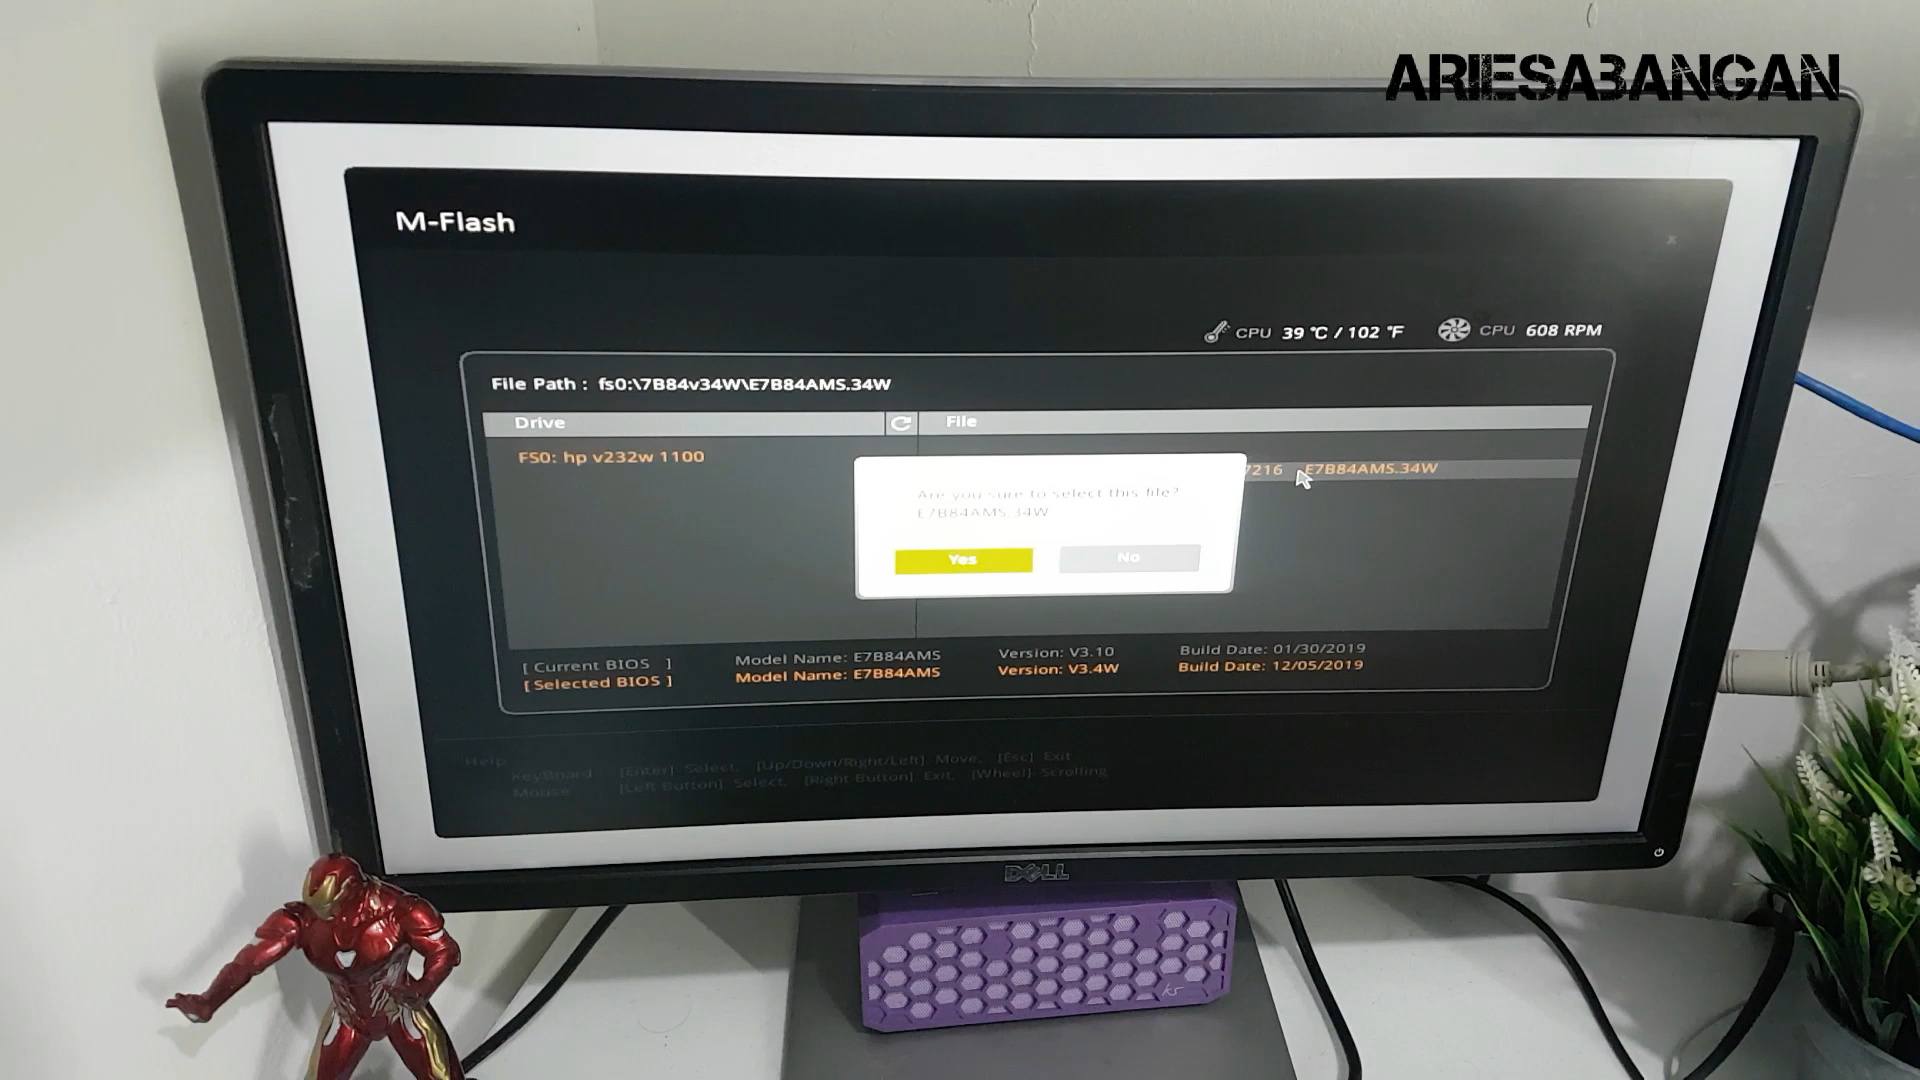 ARIESABANGAN
M-Flash
x
CPU 39 °C / 102 °F CPU 608 RPM
File Path : fs0:\7B84v34W\E7B84AMS.34W
Drive File
FS0: hp v232w 1100
7216 E7B84AMS.34W
Are you sure to select this file?
E7B84AMS.34W
Yes No
[ Current BIOS ] Model Name: E7B84AMS Version: V3.10 Build Date: 01/30/2019
[ Selected BIOS ] Model Name: E7B84AMS Version: V3.4W Build Date: 12/05/2019
Help
KeyBoard [Enter] Select, [Up/Down/Right/Left] Move, [Esc] Exit
Mouse [Left Button] Select, [Right Button] Exit, [Wheel] Scrolling
DELL
KS